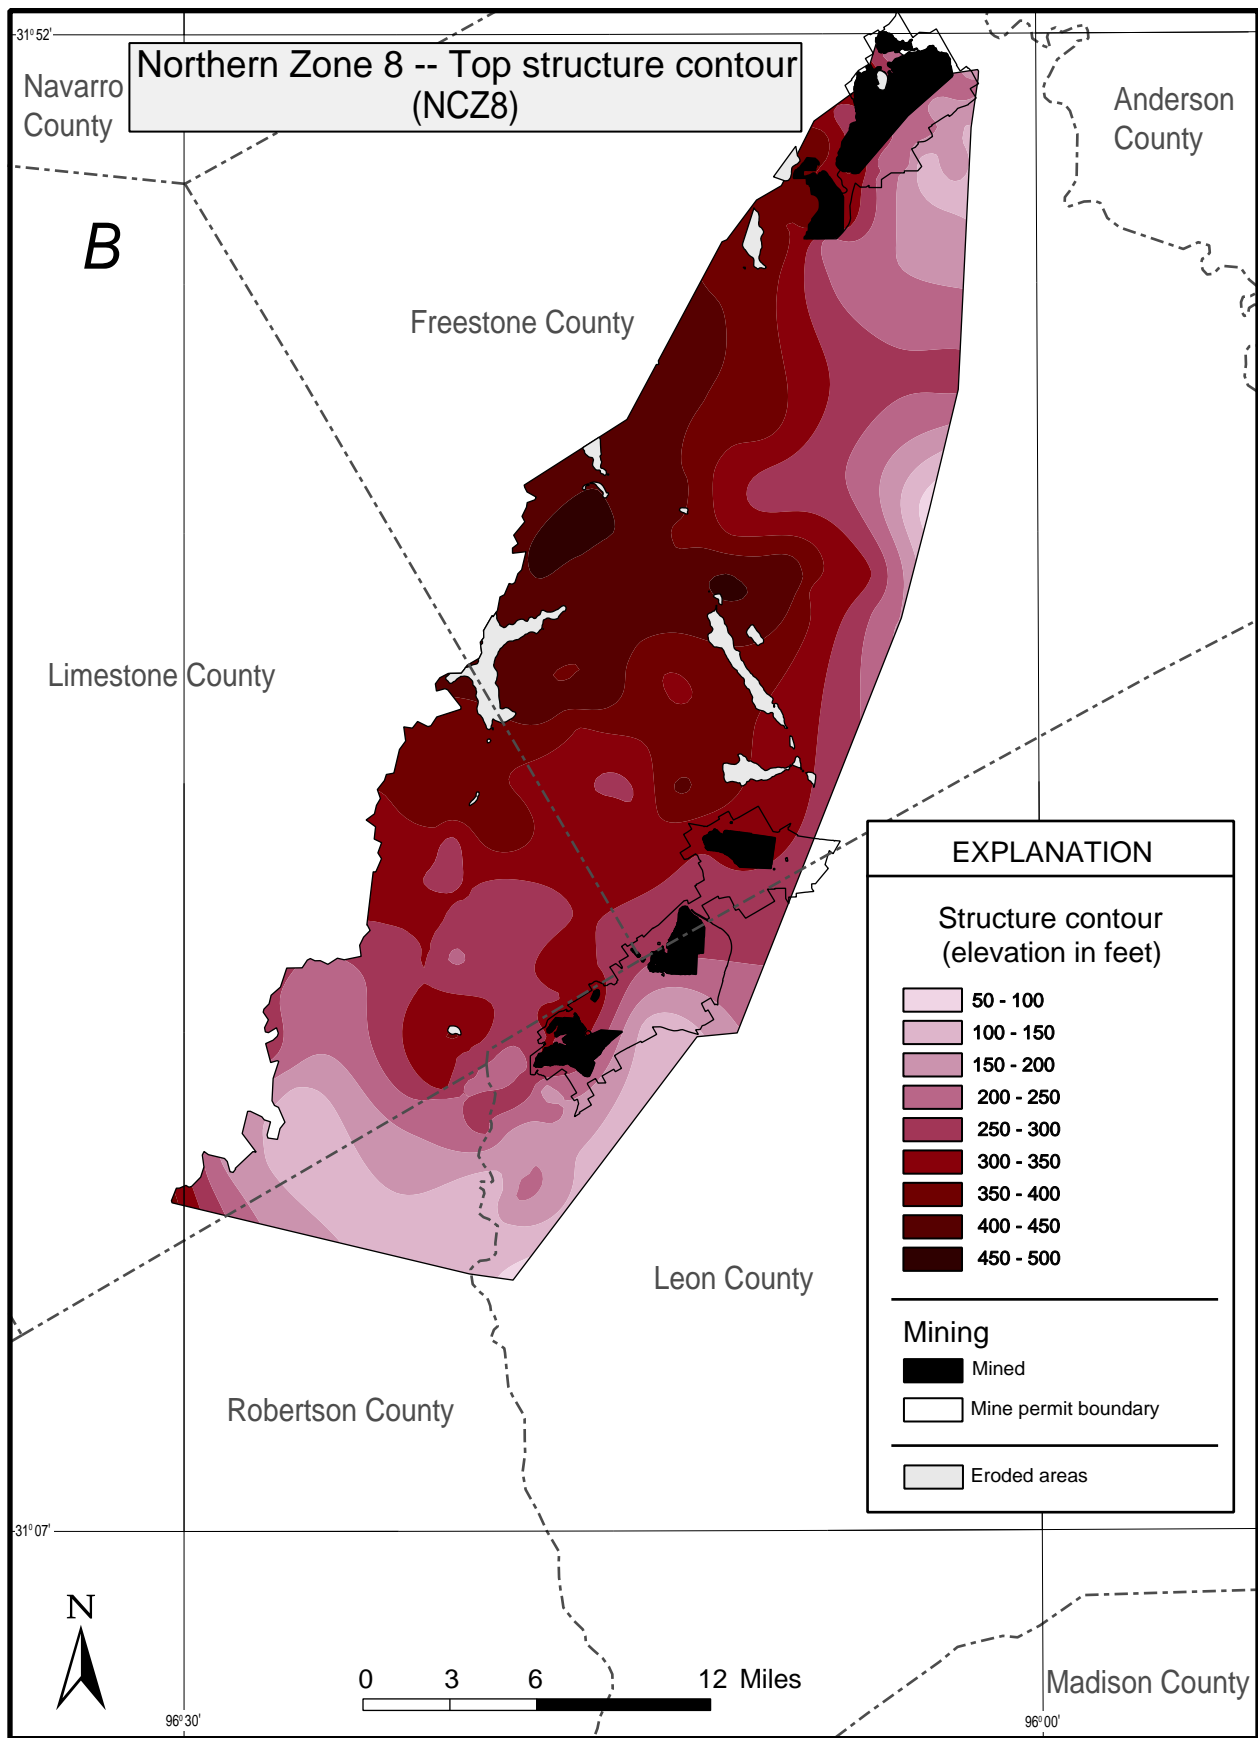 31° 52'
Northern Zone 8 -- Top structure contour
(NCZ8)
Navarro
County
Anderson
County
B
Freestone County
Limestone County
EXPLANATION
Structure contour
(elevation in feet)
50 - 100
100 - 150
150 - 200
200 - 250
250 - 300
300 - 350
350 - 400
400 - 450
450 - 500
Mining
Mined
Mine permit boundary
Eroded areas
Leon County
Robertson County
31° 07'
N
0 3 6 12 Miles
Madison County
96° 30'
96° 00'